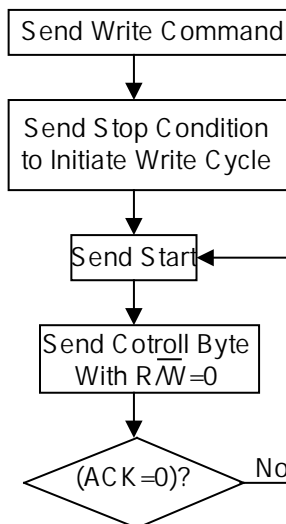 Send Write Command
Send Stop Condition
to Initiate Write Cycle
Send Start
Send Cotroll Byte
With R/W̅=0
(ACK=0)?
No